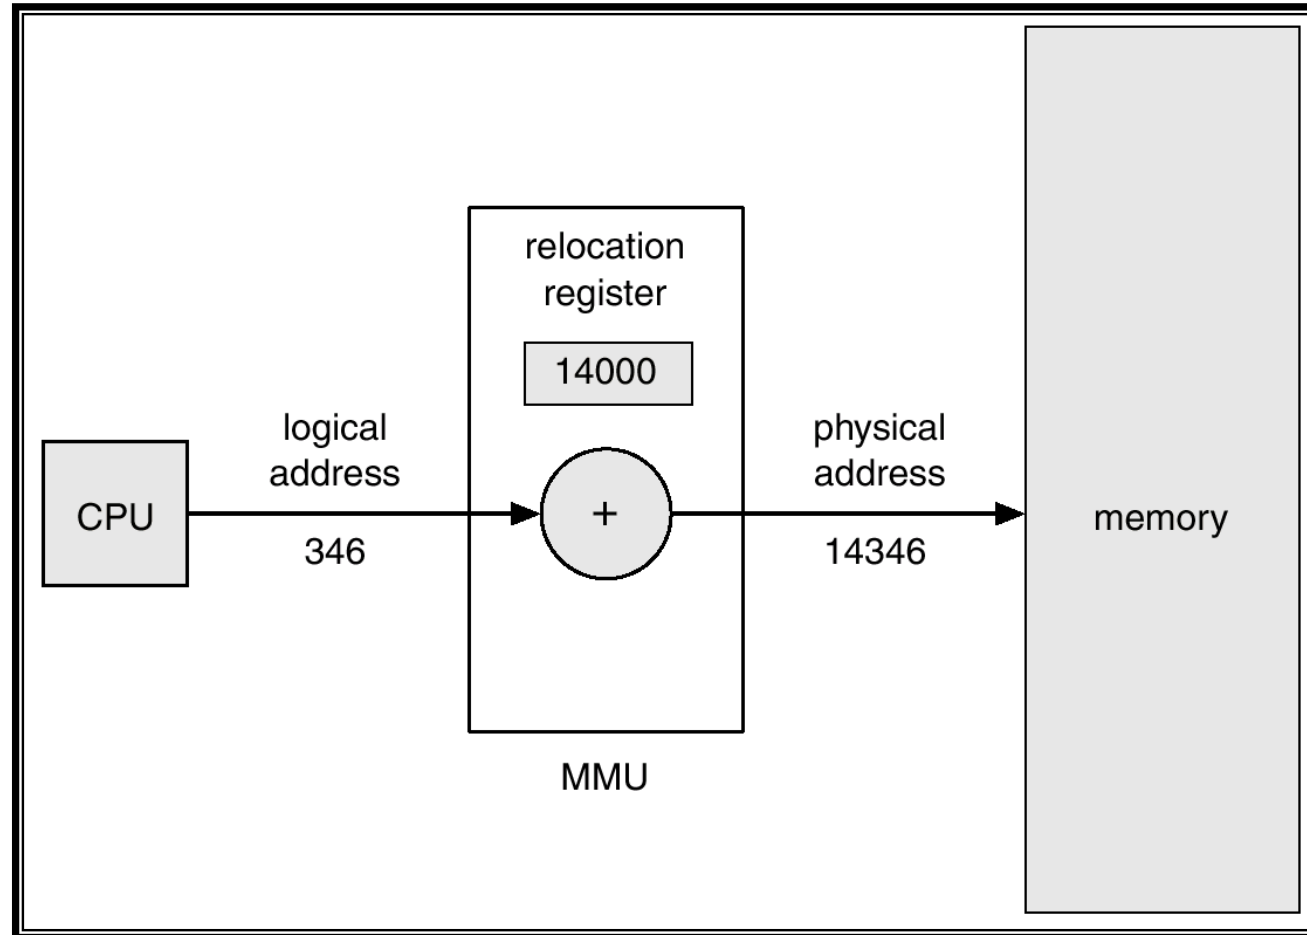 relocation
register
14000
logical
address
physical
address
CPU
+
memory
346
14346
MMU